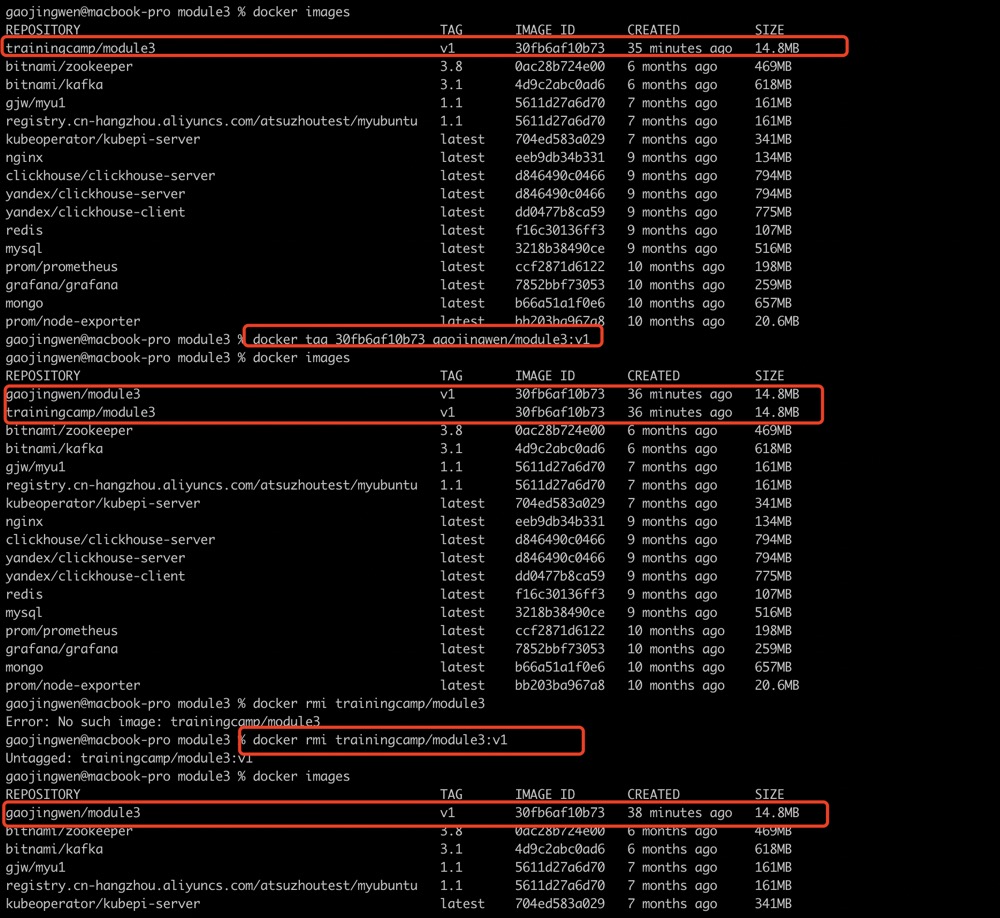 gaojingwen@macbook-pro module3 % docker images
REPOSITORY TAG IMAGE ID CREATED SIZE
trainingcamp/module3 v1 30fb6af10b73 35 minutes ago 14.8MB
bitnami/zookeeper 3.8 0ac28b724e00 6 months ago 469MB
bitnami/kafka 3.1 4d9c2abc0ad6 6 months ago 618MB
gjw/myu1 1.1 5611d27a6d70 7 months ago 161MB
registry.cn-hangzhou.aliyuncs.com/atsuzhoutest/myubuntu 1.1 5611d27a6d70 7 months ago 161MB
kubeoperator/kubepi-server latest 704ed583a029 9 months ago 341MB
nginx latest eeb9db34b331 9 months ago 134MB
clickhouse/clickhouse-server latest d846490c0466 9 months ago 794MB
yandex/clickhouse-server latest d846490c0466 9 months ago 794MB
yandex/clickhouse-client latest dd0477b8ca59 9 months ago 775MB
redis latest f16c30136ff3 9 months ago 107MB
mysql latest 3218b38490ce 9 months ago 516MB
prom/prometheus latest ccf2871d6122 10 months ago 198MB
grafana/grafana latest 7852bbf73053 10 months ago 259MB
mongo latest b66a51a1f0e6 10 months ago 657MB
prom/node-exporter latest bb203ba967a8 10 months ago 20.6MB
gaojingwen@macbook-pro module3 % docker tag 30fb6af10b73 gaojingwen/module3:v1
gaojingwen@macbook-pro module3 % docker images
REPOSITORY TAG IMAGE ID CREATED SIZE
gaojingwen/module3 v1 30fb6af10b73 36 minutes ago 14.8MB
trainingcamp/module3 v1 30fb6af10b73 36 minutes ago 14.8MB
bitnami/zookeeper 3.8 0ac28b724e00 6 months ago 469MB
bitnami/kafka 3.1 4d9c2abc0ad6 6 months ago 618MB
gjw/myu1 1.1 5611d27a6d70 7 months ago 161MB
registry.cn-hangzhou.aliyuncs.com/atsuzhoutest/myubuntu 1.1 5611d27a6d70 7 months ago 161MB
kubeoperator/kubepi-server latest 704ed583a029 9 months ago 341MB
nginx latest eeb9db34b331 9 months ago 134MB
clickhouse/clickhouse-server latest d846490c0466 9 months ago 794MB
yandex/clickhouse-server latest d846490c0466 9 months ago 794MB
yandex/clickhouse-client latest dd0477b8ca59 9 months ago 775MB
redis latest f16c30136ff3 9 months ago 107MB
mysql latest 3218b38490ce 9 months ago 516MB
prom/prometheus latest ccf2871d6122 10 months ago 198MB
grafana/grafana latest 7852bbf73053 10 months ago 259MB
mongo latest b66a51a1f0e6 10 months ago 657MB
prom/node-exporter latest bb203ba967a8 10 months ago 20.6MB
gaojingwen@macbook-pro module3 % docker rmi trainingcamp/module3
Error: No such image: trainingcamp/module3
gaojingwen@macbook-pro module3 % docker rmi trainingcamp/module3:v1
Untagged: trainingcamp/module3:v1
gaojingwen@macbook-pro module3 % docker images
REPOSITORY TAG IMAGE ID CREATED SIZE
gaojingwen/module3 v1 30fb6af10b73 38 minutes ago 14.8MB
bitnami/zookeeper 3.8 0ac28b724e00 6 months ago 469MB
bitnami/kafka 3.1 4d9c2abc0ad6 6 months ago 618MB
gjw/myu1 1.1 5611d27a6d70 7 months ago 161MB
registry.cn-hangzhou.aliyuncs.com/atsuzhoutest/myubuntu 1.1 5611d27a6d70 7 months ago 161MB
kubeoperator/kubepi-server latest 704ed583a029 9 months ago 341MB